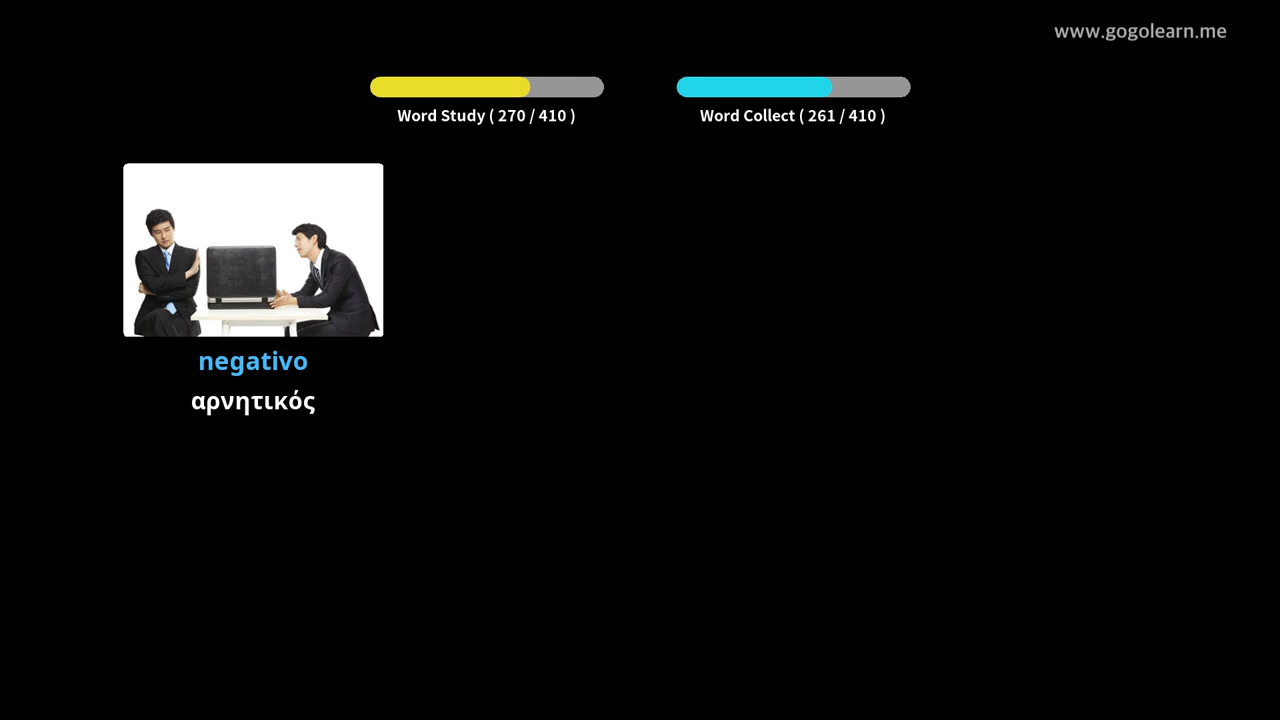 www.gogolearn.me
Word Study ( 270 / 410 )
Word Collect ( 261 / 410 )
negativo
αρνητικός